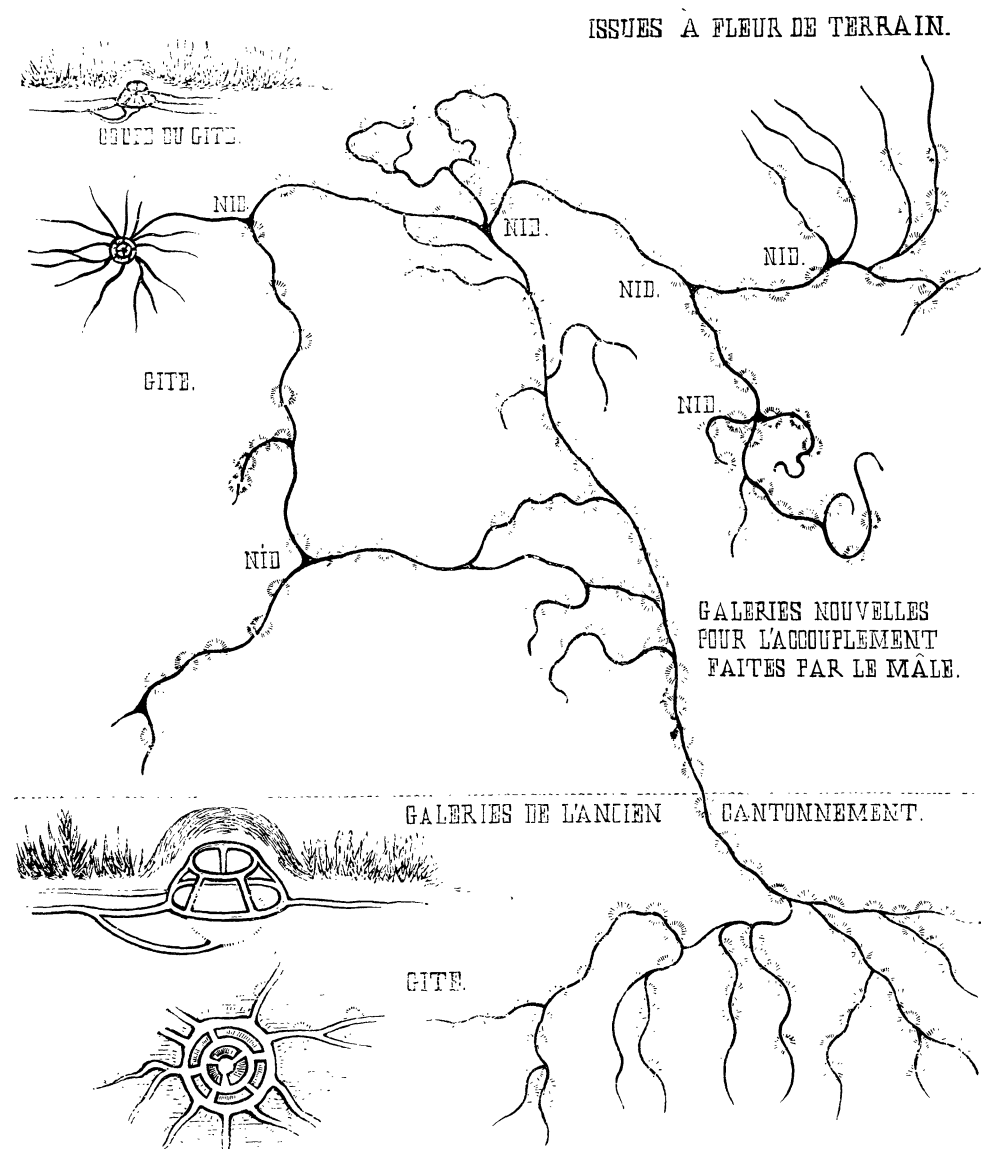 ISSUES À FLEUR DE TERRAIN.
COUPE DU GITE.
NID.
NID.
NID.
NID.
GITE.
NID
NÍD
GALERIES NOUVELLES
POUR L'ACCOUPLEMENT
FAITES PAR LE MÂLE.
GALERIES DE L'ANCIEN CANTONNEMENT.
GITE.